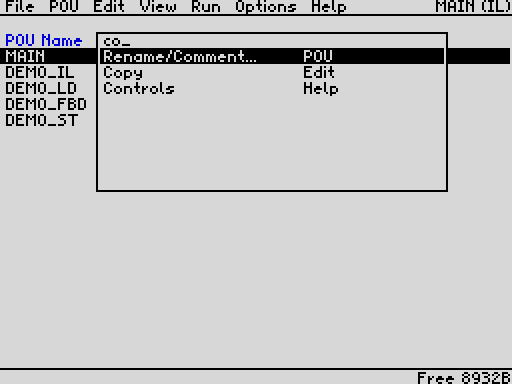 File POU Edit View Run Options Help MAIN (IL)
POU Name co_
MAIN Rename/Comment... POU
DEMO_IL Copy Edit
DEMO_LD Controls Help
DEMO_FBD
DEMO_ST
Free 8932B